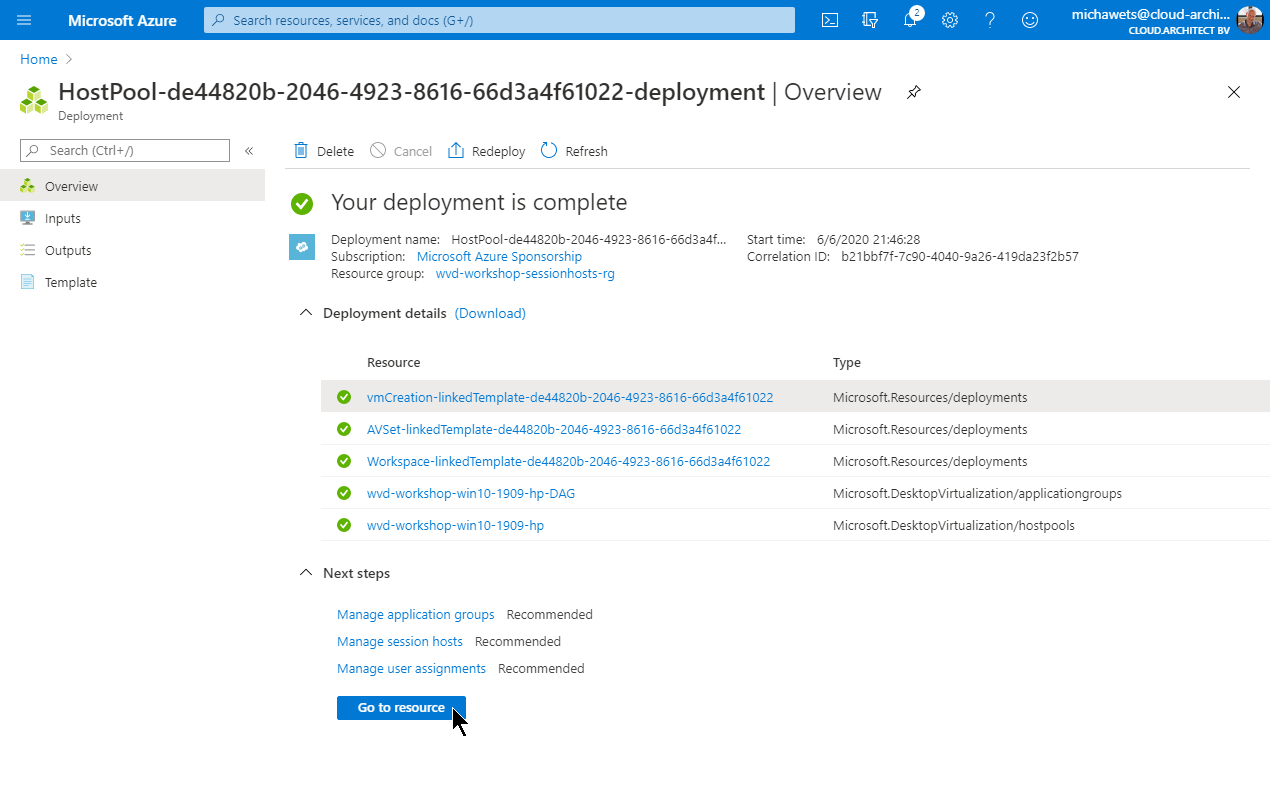 Microsoft Azure
Search resources, services, and docs (G+/)
2
michawets@cloud-archi...
CLOUD.ARCHITECT BV
Home
HostPool-de44820b-2046-4923-8616-66d3a4f61022-deployment | Overview
Deployment
Search (Ctrl+/)
«
Delete
Cancel
Redeploy
Refresh
Overview
Inputs
Outputs
Template
Your deployment is complete
Deployment name: HostPool-de44820b-2046-4923-8616-66d3a4f...
Start time: 6/6/2020 21:46:28
Subscription: Microsoft Azure Sponsorship
Correlation ID: b21bbf7f-7c90-4040-9a26-419da23f2b57
Resource group: wvd-workshop-sessionhosts-rg
Deployment details (Download)
Resource Type
vmCreation-linkedTemplate-de44820b-2046-4923-8616-66d3a4f61022 Microsoft.Resources/deployments
AVSet-linkedTemplate-de44820b-2046-4923-8616-66d3a4f61022 Microsoft.Resources/deployments
Workspace-linkedTemplate-de44820b-2046-4923-8616-66d3a4f61022 Microsoft.Resources/deployments
wvd-workshop-win10-1909-hp-DAG Microsoft.DesktopVirtualization/applicationgroups
wvd-workshop-win10-1909-hp Microsoft.DesktopVirtualization/hostpools
Next steps
Manage application groups Recommended
Manage session hosts Recommended
Manage user assignments Recommended
Go to resource